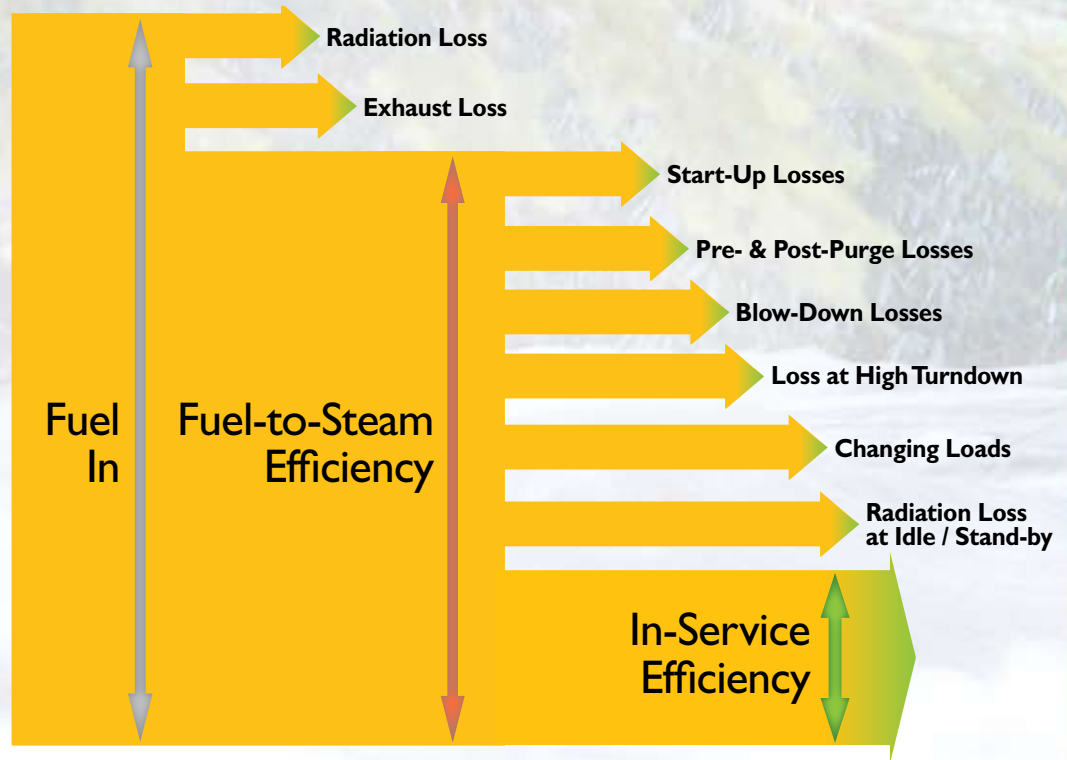 Radiation Loss
Exhaust Loss
Start-Up Losses
Pre- & Post-Purge Losses
Blow-Down Losses
Loss at High Turndown
Fuel
In
Fuel-to-Steam
Efficiency
Changing Loads
Radiation Loss
at Idle / Stand-by
In-Service
Efficiency